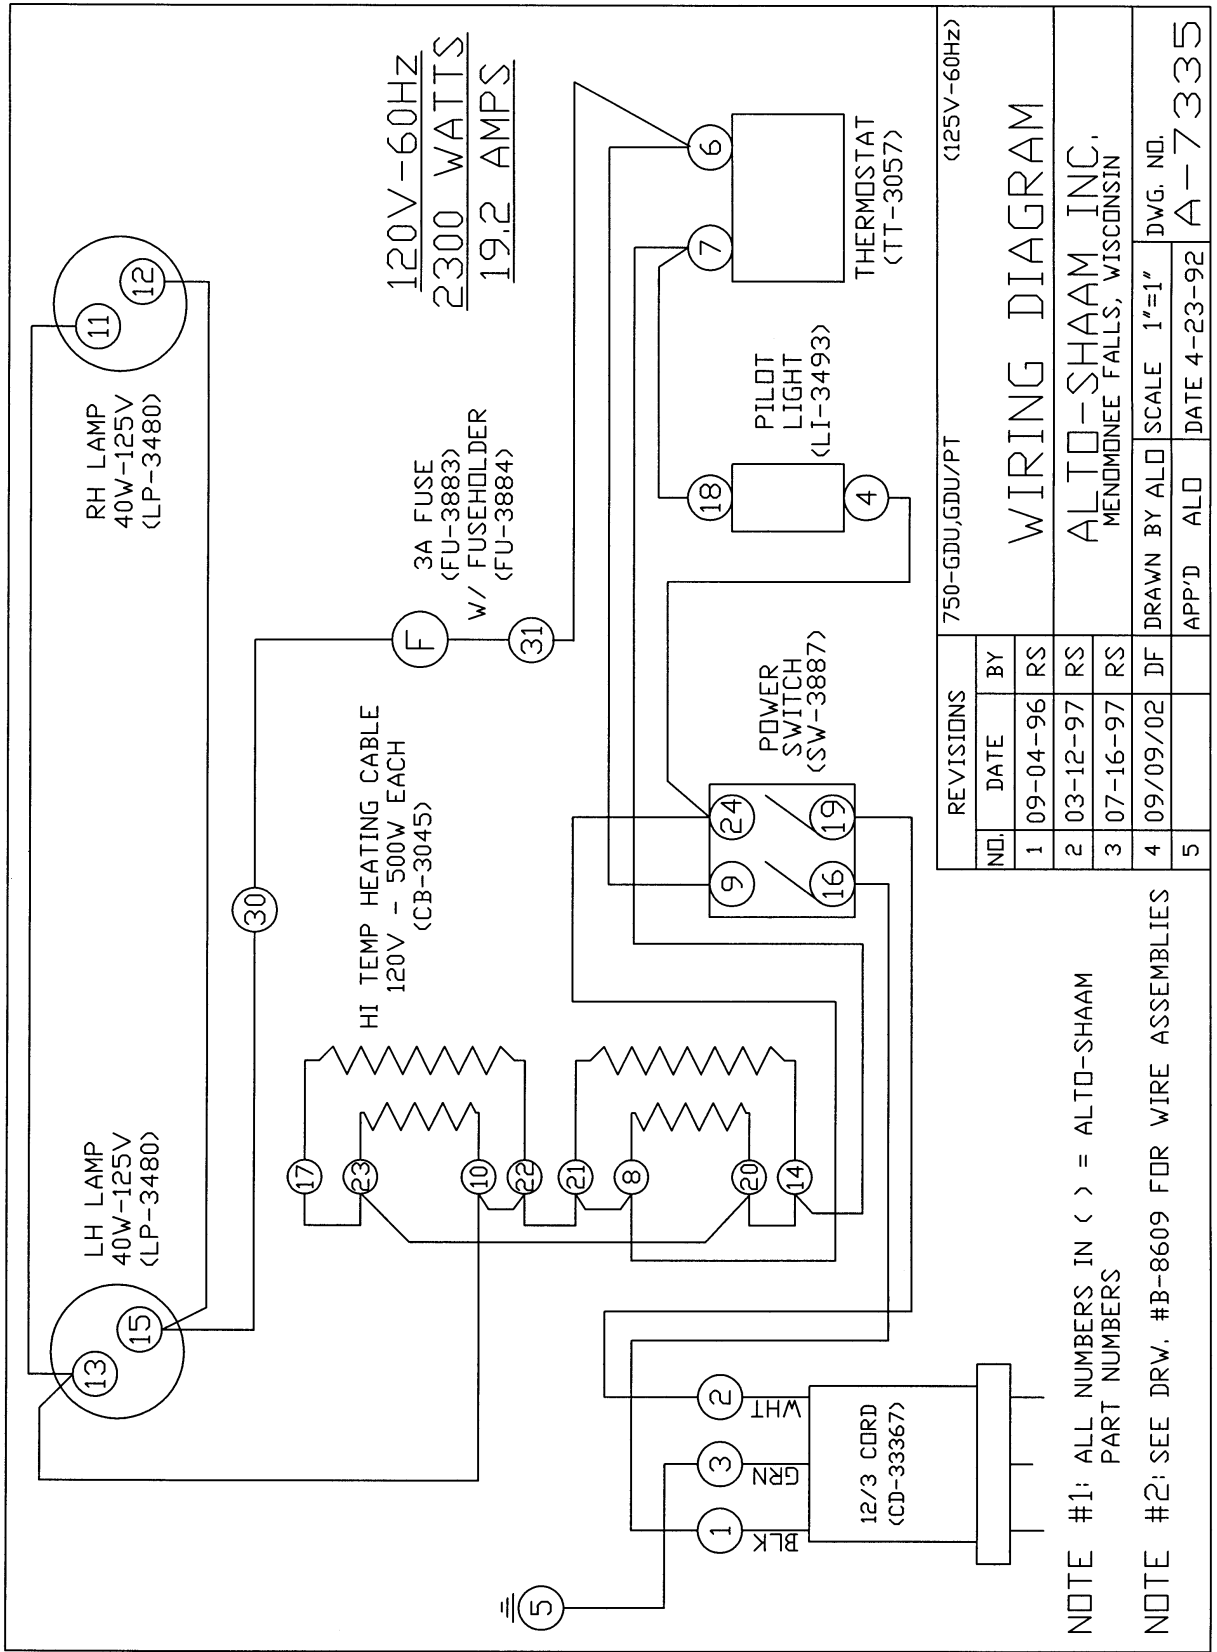 LH LAMP
40W-125V
(LP-3480)
13
15
RH LAMP
40W-125V
(LP-3480)
11
12
120V-60HZ
2300 WATTS
19.2 AMPS
30
F
31
3A FUSE
(FU-3883)
W/ FUSEHOLDER
(FU-3884)
HI TEMP HEATING CABLE
120V - 500W EACH
(CB-3045)
17
23
10
22
21
8
20
14
5
1
3
2
BLK
GRN
WHT
12/3 CORD
(CD-33367)
9
24
16
19
POWER
SWITCH
(SW-3887)
18
4
PILOT
LIGHT
(LI-3493)
7
6
THERMOSTAT
(TT-3057)
NOTE #1: ALL NUMBERS IN ( ) = ALTO-SHAAM
PART NUMBERS
NOTE #2: SEE DRW. #B-8609 FOR WIRE ASSEMBLIES
REVISIONS
NO. DATE BY
1 09-04-96 RS
2 03-12-97 RS
3 07-16-97 RS
4 09/09/02 DF
5
750-GDU,GDU/PT (125V-60Hz)
WIRING DIAGRAM
ALTO-SHAAM INC.
MENOMONEE FALLS, WISCONSIN
DRAWN BY ALO SCALE 1"=1" DWG. NO.
APP'D ALO DATE 4-23-92 A-7335